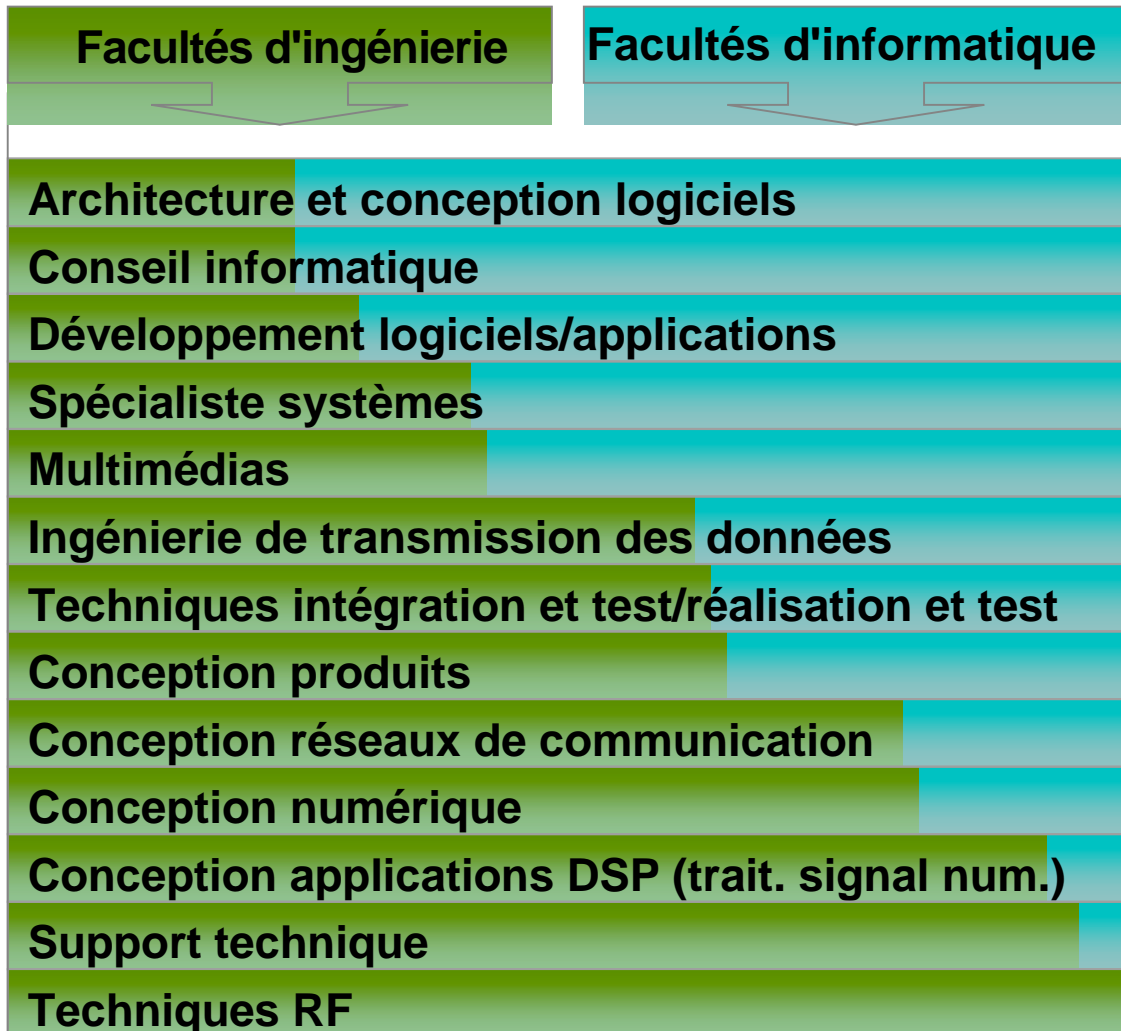 Facultés d'ingénierie
Facultés d'informatique
Architecture et conception logiciels
Conseil informatique
Développement logiciels/applications
Spécialiste systèmes
Multimédias
Ingénierie de transmission des données
Techniques intégration et test/réalisation et test
Conception produits
Conception réseaux de communication
Conception numérique
Conception applications DSP (trait. signal num.)
Support technique
Techniques RF